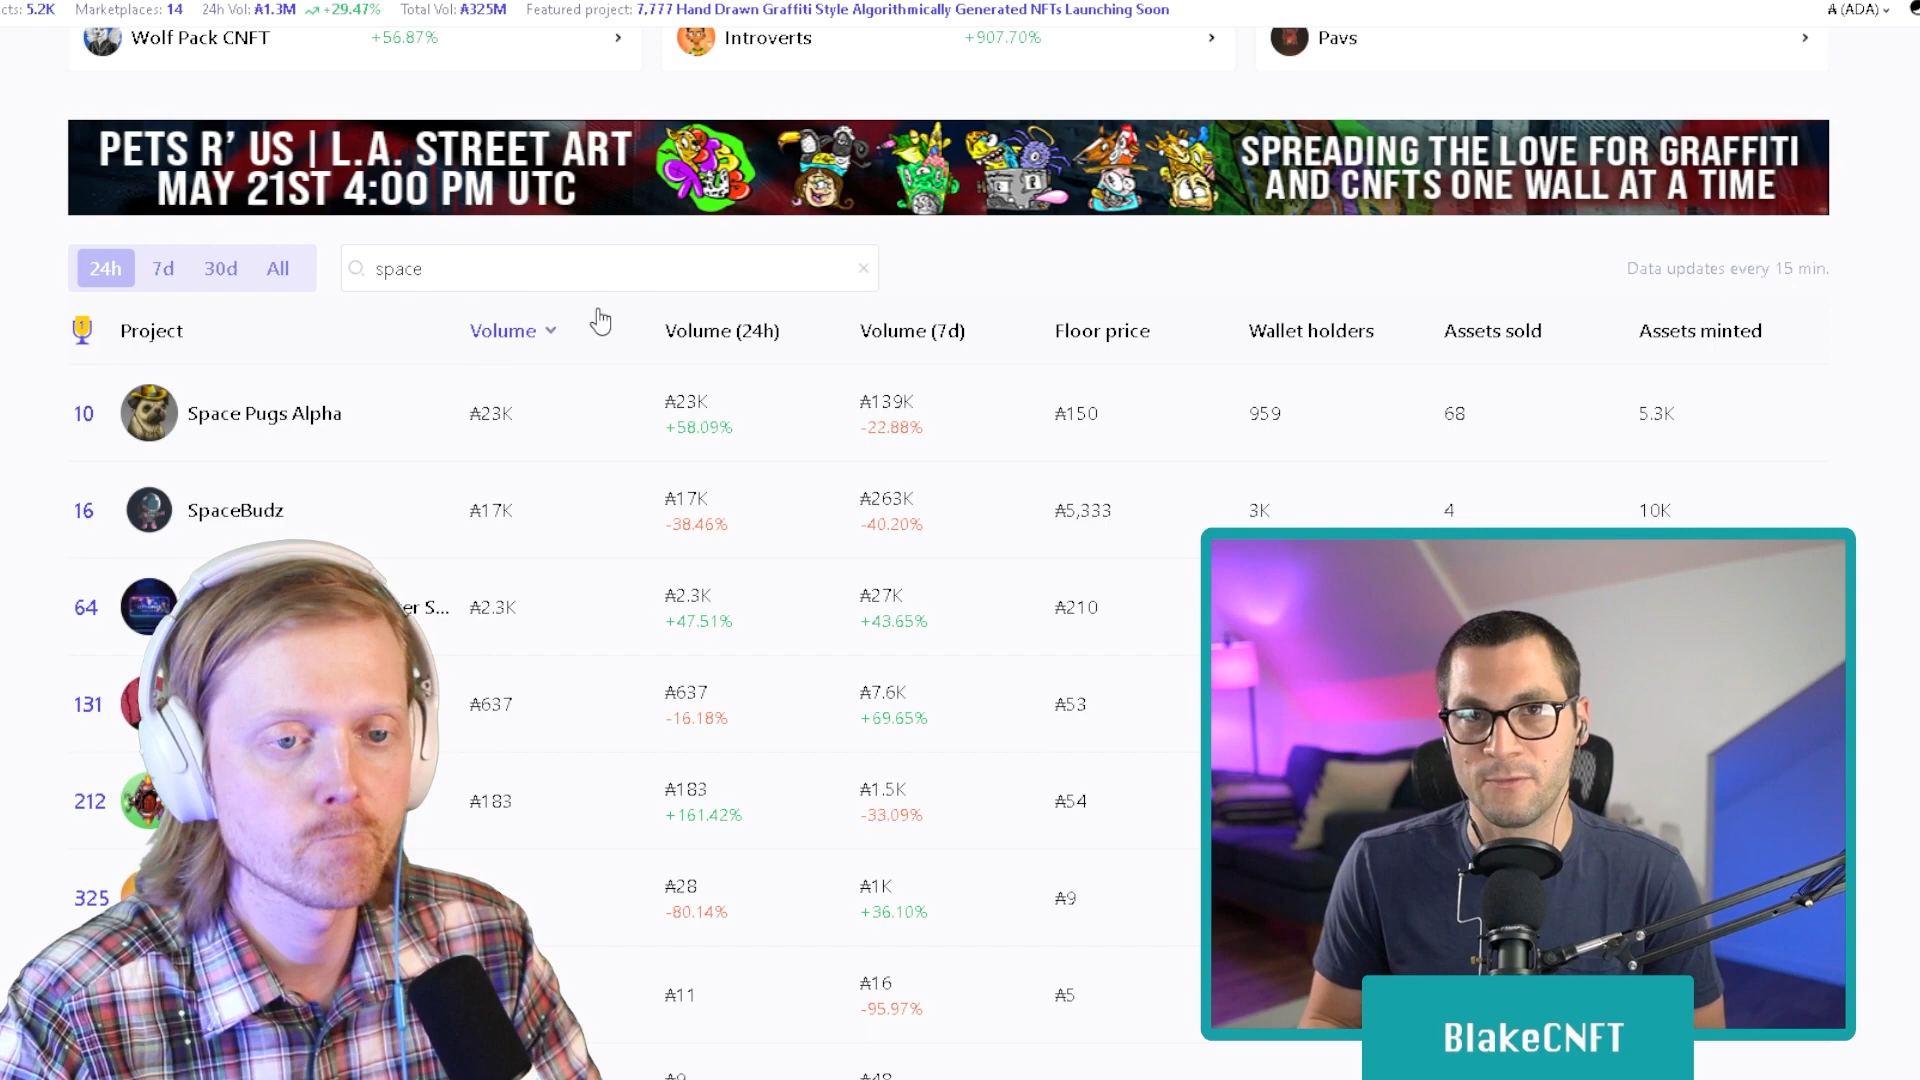 cts: 5.2K Marketplaces: 14 24h Vol: ₳1.3M +29.47% Total Vol: ₳325M Featured project: 7,777 Hand Drawn Graffiti Style Algorithmically Generated NFTs Launching Soon ₳ (ADA)
Wolf Pack CNFT +56.87% Introverts +907.70% Pavs
PETS R' US | L.A. STREET ART
MAY 21ST 4:00 PM UTC
SPREADING THE LOVE FOR GRAFFITI
AND CNFTS ONE WALL AT A TIME
24h 7d 30d All space × Data updates every 15 min.
1 Project Volume Volume (24h) Volume (7d) Floor price Wallet holders Assets sold Assets minted
10 Space Pugs Alpha ₳23K ₳23K ₳139K ₳150 959 68 5.3K
+58.09% -22.88%
16 SpaceBudz ₳17K ₳17K ₳263K ₳5,333 3K 4 10K
-38.46% -40.20%
64 er S... ₳2.3K ₳2.3K ₳27K ₳210
+47.51% +43.65%
131 ₳637 ₳637 ₳7.6K ₳53
-16.18% +69.65%
212 ₳183 ₳183 ₳1.5K ₳54
+161.42% -33.09%
325 ₳28 ₳1K ₳9
-80.14% +36.10%
₳11 ₳16 ₳5
-95.97%
BlakeCNFT